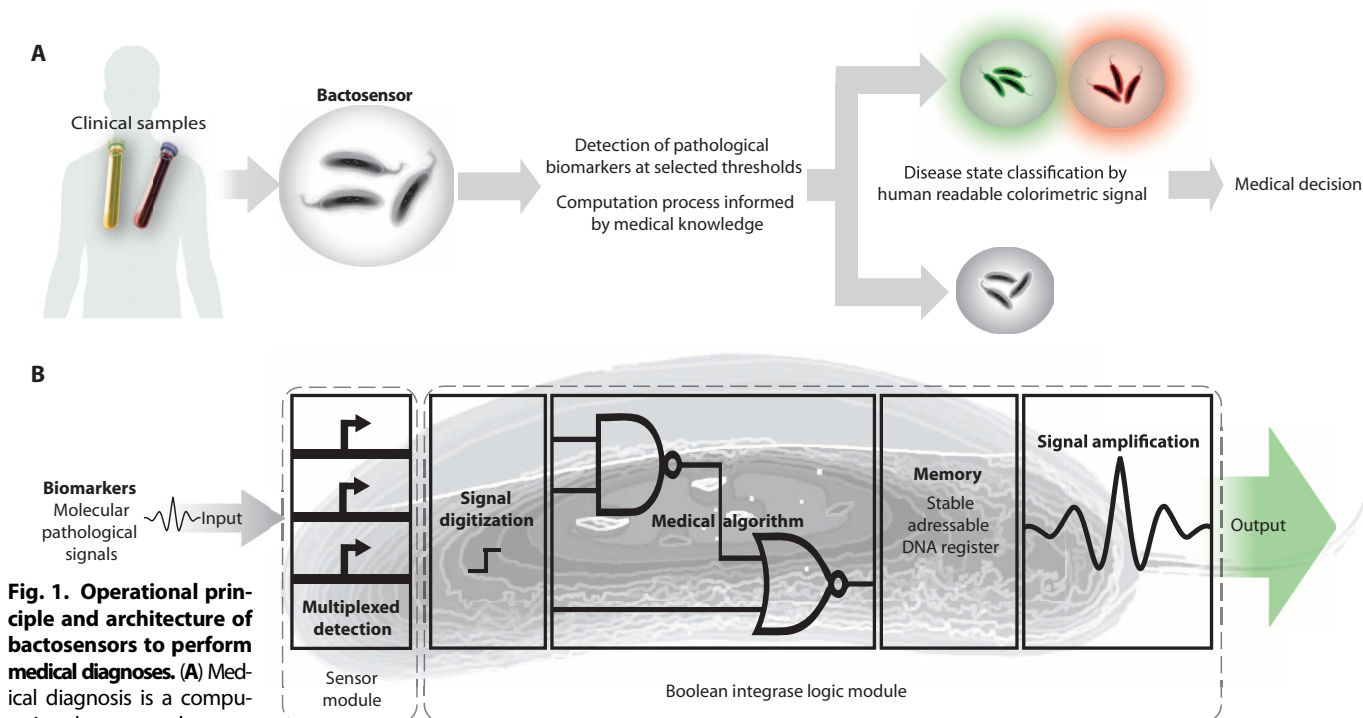 A
Clinical samples
Bactosensor
Detection of pathological
biomarkers at selected thresholds
Computation process informed
by medical knowledge
Disease state classification by
human readable colorimetric signal
Medical decision
B
Biomarkers
Molecular
pathological
signals
Input
Multiplexed
detection
Sensor
module
Signal
digitization
Medical algorithm
Memory
Stable
adressable
DNA register
Signal amplification
Boolean integrase logic module
Output
Fig. 1. Operational prin-
ciple and architecture of
bactosensors to perform
medical diagnoses. (A) Med-
ical diagnosis is a compu-